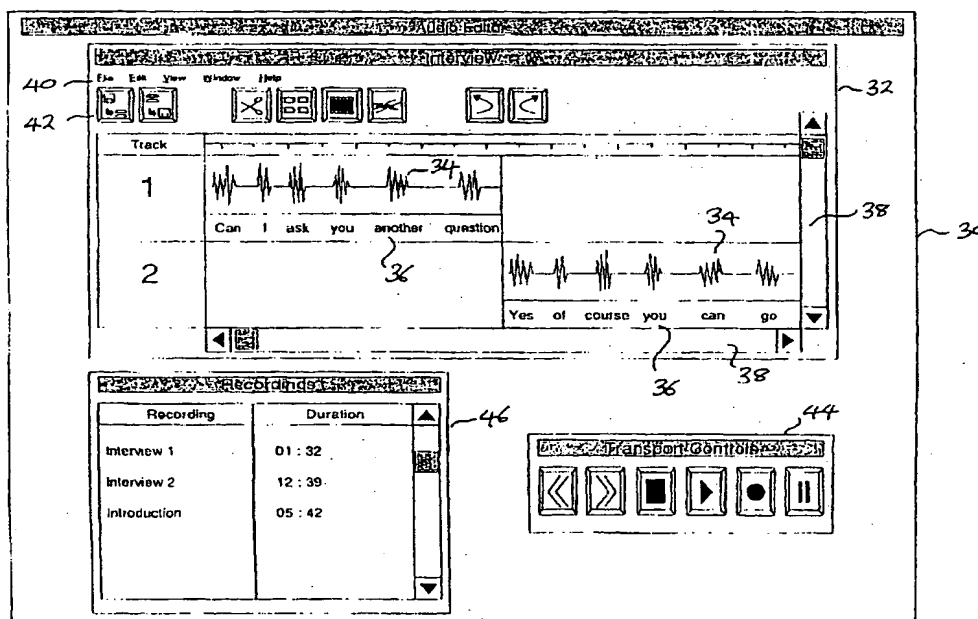 Audio Editor
Interview
40
File Edit View Window Help
32
42
Track
1
34
38
Can I ask you another question
34
36
2
Yes of course you can go
36
38
Recordings
46
44
Recording Duration
Transport Controls
Interview 1 01 : 32
Interview 2 12 : 39
Introduction 05 : 42